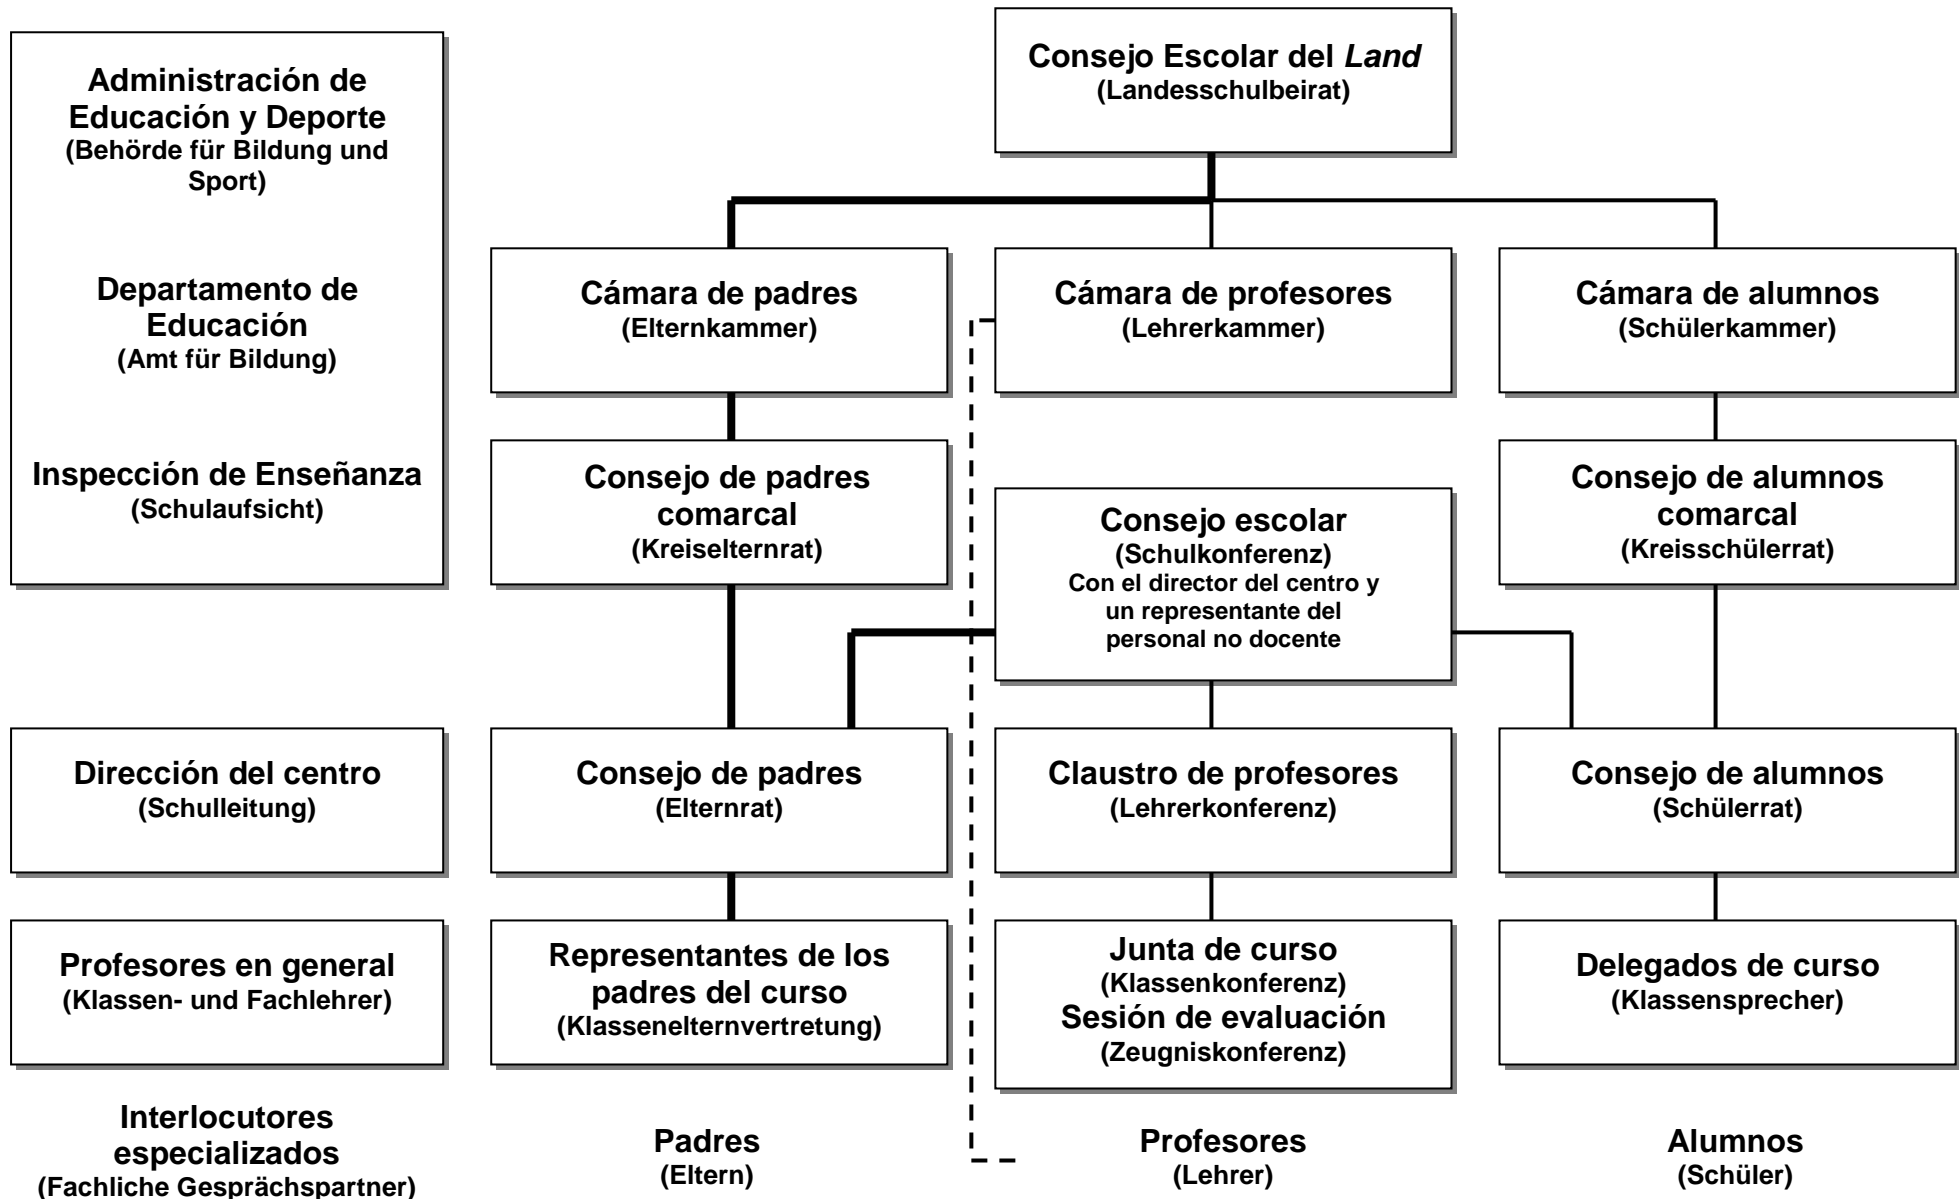 Administración de
Educación y Deporte
(Behörde für Bildung und
Sport)
Departamento de
Educación
(Amt für Bildung)
Inspección de Enseñanza
(Schulaufsicht)
Consejo Escolar del Land
(Landesschulbeirat)
Cámara de padres
(Elternkammer)
Cámara de profesores
(Lehrerkammer)
Cámara de alumnos
(Schülerkammer)
Consejo de padres
comarcal
(Kreiselternrat)
Consejo escolar
(Schulkonferenz)
Con el director del centro y
un representante del
personal no docente
Consejo de alumnos
comarcal
(Kreisschülerrat)
Dirección del centro
(Schulleitung)
Consejo de padres
(Elternrat)
Claustro de profesores
(Lehrerkonferenz)
Consejo de alumnos
(Schülerrat)
Profesores en general
(Klassen- und Fachlehrer)
Representantes de los
padres del curso
(Klassenelternvertretung)
Junta de curso
(Klassenkonferenz)
Sesión de evaluación
(Zeugniskonferenz)
Delegados de curso
(Klassensprecher)
Interlocutores
especializados
(Fachliche Gesprächspartner)
Padres
(Eltern)
Profesores
(Lehrer)
Alumnos
(Schüler)